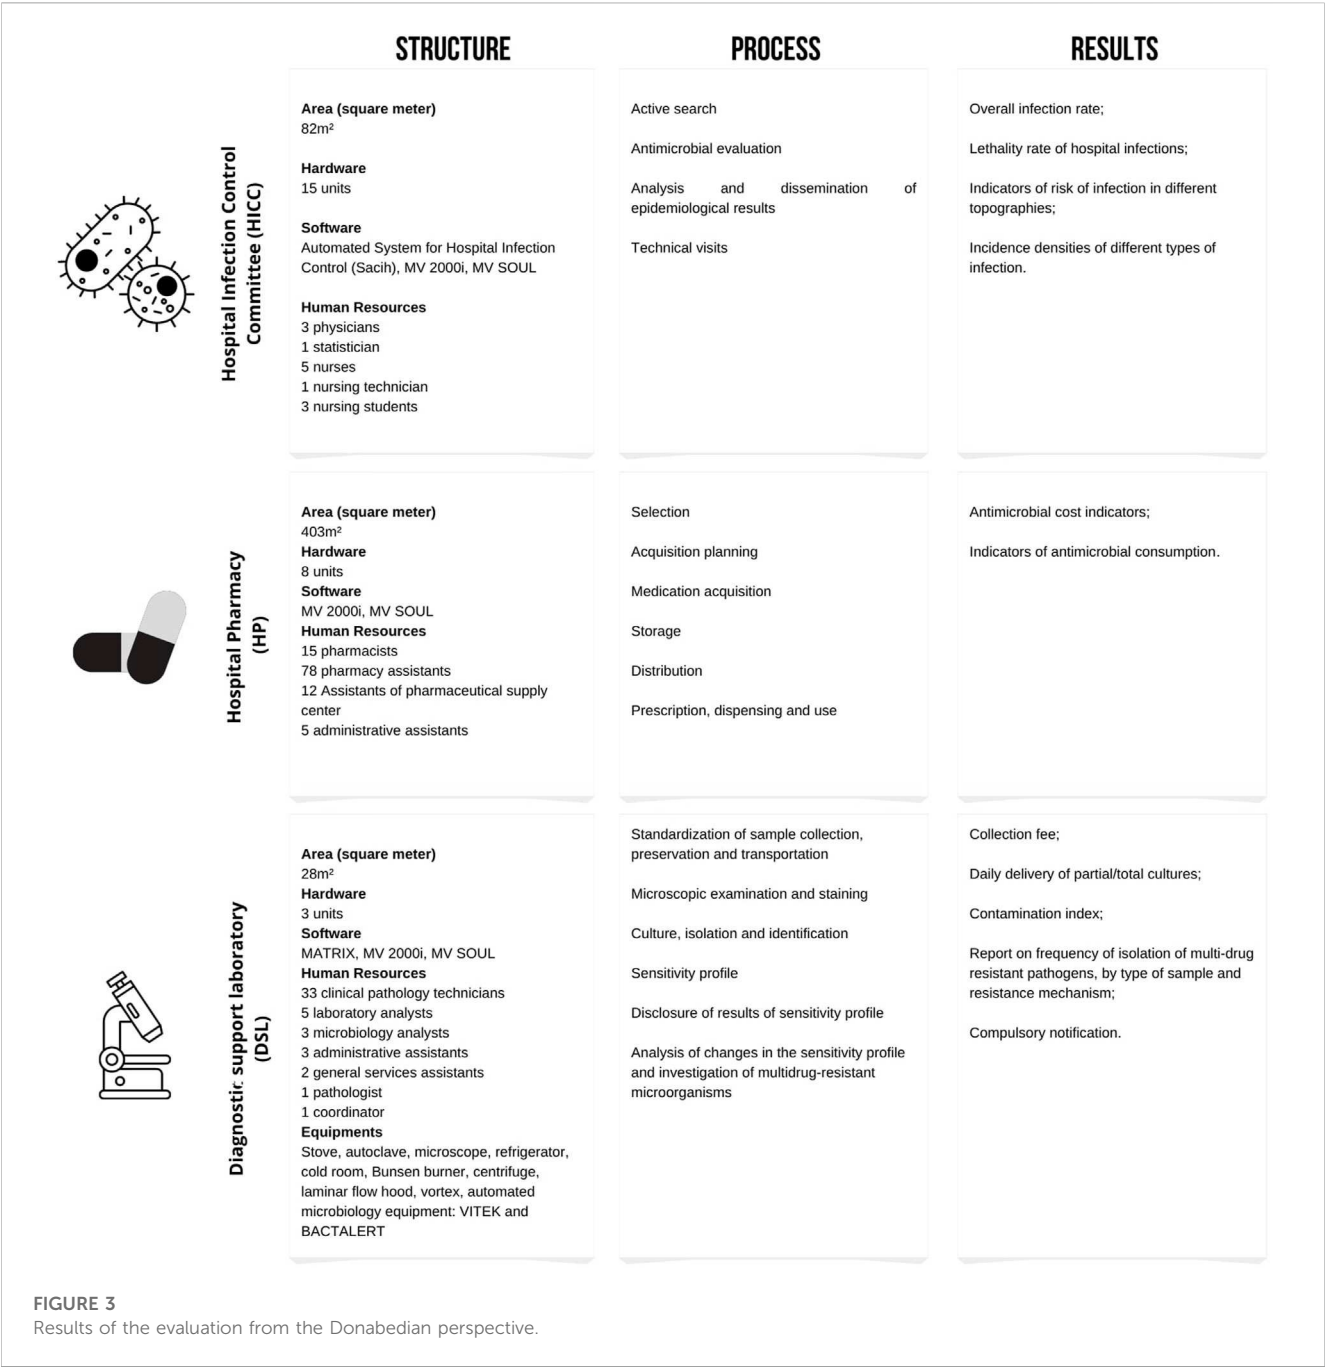 STRUCTURE
PROCESS
RESULTS
Hospital Infection Control
Committee (HICC)
Area (square meter)
82m²
Hardware
15 units
Software
Automated System for Hospital Infection
Control (Sacih), MV 2000i, MV SOUL
Human Resources
3 physicians
1 statistician
5 nurses
1 nursing technician
3 nursing students
Active search
Antimicrobial evaluation
Analysis and dissemination of
epidemiological results
Technical visits
Overall infection rate;
Lethality rate of hospital infections;
Indicators of risk of infection in different
topographies;
Incidence densities of different types of
infection.
Hospital Pharmacy
(HP)
Area (square meter)
403m²
Hardware
8 units
Software
MV 2000i, MV SOUL
Human Resources
15 pharmacists
78 pharmacy assistants
12 Assistants of pharmaceutical supply
center
5 administrative assistants
Selection
Acquisition planning
Medication acquisition
Storage
Distribution
Prescription, dispensing and use
Antimicrobial cost indicators;
Indicators of antimicrobial consumption.
Diagnostic support laboratory
(DSL)
Area (square meter)
28m²
Hardware
3 units
Software
MATRIX, MV 2000i, MV SOUL
Human Resources
33 clinical pathology technicians
5 laboratory analysts
3 microbiology analysts
3 administrative assistants
2 general services assistants
1 pathologist
1 coordinator
Equipments
Stove, autoclave, microscope, refrigerator,
cold room, Bunsen burner, centrifuge,
laminar flow hood, vortex, automated
microbiology equipment: VITEK and
BACTALERT
Standardization of sample collection,
preservation and transportation
Microscopic examination and staining
Culture, isolation and identification
Sensitivity profile
Disclosure of results of sensitivity profile
Analysis of changes in the sensitivity profile
and investigation of multidrug-resistant
microorganisms
Collection fee;
Daily delivery of partial/total cultures;
Contamination index;
Report on frequency of isolation of multi-drug
resistant pathogens, by type of sample and
resistance mechanism;
Compulsory notification.
FIGURE 3
Results of the evaluation from the Donabedian perspective.